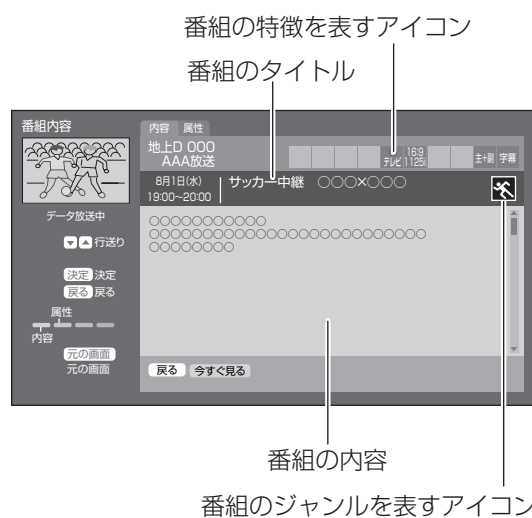 番組の特徴を表すアイコン
番組のタイトル
番組内容
内容 属性
地上D 000
AAA放送
テレビ 16:9 1125i 主+副 字幕
8月1日(水)
19:00~20:00
サッカー中継 ○○○×○○○
データ放送中
○○○○○○○○○○○
○○○○○○○○○○○○○○○○○○○○○○○○○○
○○○○○○○○
▼ ▲ 行送り
決定 決定
戻る 戻る
属性
内容
元の画面
元の画面
戻る 今すぐ見る
番組の内容
番組のジャンルを表すアイコン